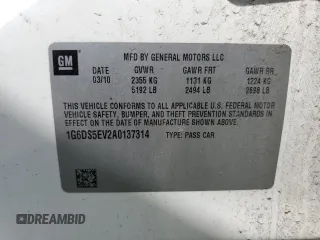 GM
MFD BY GENERAL MOTORS LLC
DATE GVWR GAWR FRT GAWR RR
03/10 2355 KG 1131 KG 1224 KG
5192 LB 2494 LB 2698 LB
THIS VEHICLE CONFORMS TO ALL APPLICABLE U.S. FEDERAL MOTOR
VEHICLE SAFETY, BUMPER, AND THEFT PREVENTION STANDARDS
IN EFFECT ON THE DATE OF MANUFACTURE SHOWN ABOVE.
1G6DS5EV2A0137314 TYPE: PASS CAR
DREAMBID